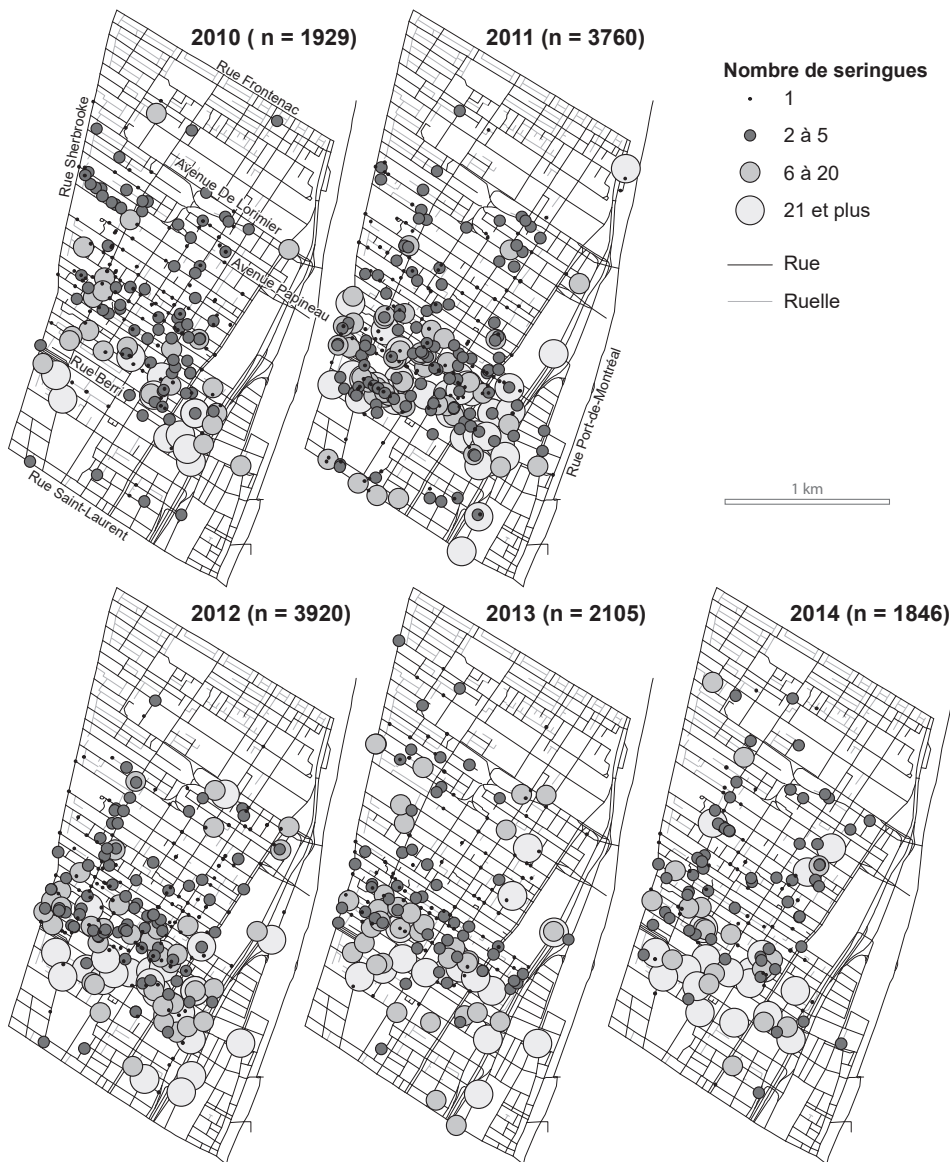 2010 ( n = 1929)
Rue Frontenac
Rue Sherbrooke
Avenue De Lorimier
Avenue Papineau
Rue Berri
Rue Saint-Laurent
2011 (n = 3760)
Rue Port-de-Montréal
Nombre de seringues
1
2 à 5
6 à 20
21 et plus
Rue
Ruelle
1 km
2012 (n = 3920)
2013 (n = 2105)
2014 (n = 1846)